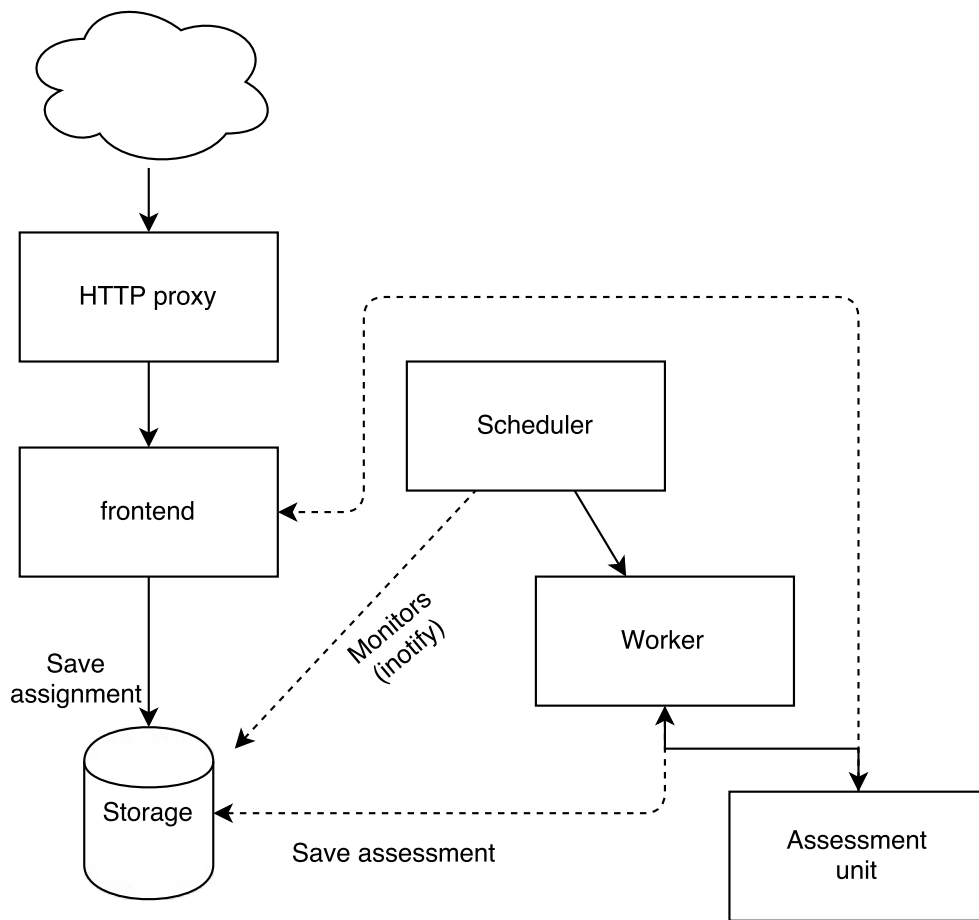 HTTP proxy
Scheduler
frontend
Monitors
(inotify)
Worker
Save
assignment
Storage
Save assessment
Assessment
unit